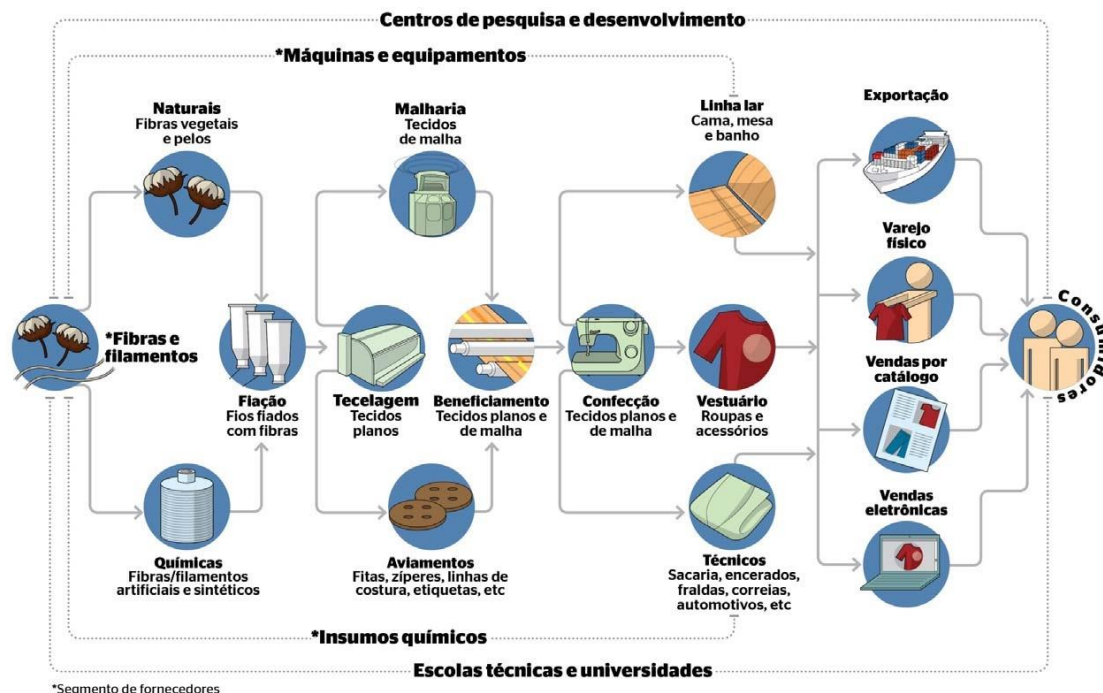 Centros de pesquisa e desenvolvimento
*Máquinas e equipamentos
Naturais
Fibras vegetais
e pelos
Malharia
Tecidos
de malha
Linha lar
Cama, mesa
e banho
Exportação
Varejo
físico
*Fibras e
filamentos
Fiação
Fios fiados
com fibras
Tecelagem
Tecidos
planos
Beneficiamento
Tecidos planos e
de malha
Confecção
Tecidos planos e
de malha
Vestuário
Roupas e
acessórios
Vendas por
catálogo
Consumidores
Químicas
Fibras/filamentos
artificiais e sintéticos
Aviamentos
Fitas, zíperes, linhas de
costura, etiquetas, etc
Técnicos
Sacaria, encerados,
fraldas, correias,
automotivos, etc
Vendas
eletrônicas
*Insumos químicos
Escolas técnicas e universidades
*Segmento de fornecedores